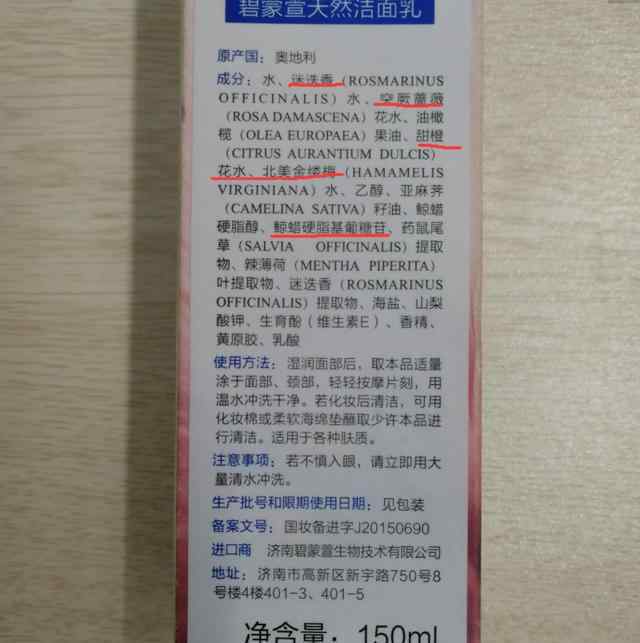 碧蒙萱天然洁面乳
原产国：奥地利
成分：水、迷迭香（ROSMARINUS
OFFICINALIS）水、突厥蔷薇
(ROSA DAMASCENA）花水、油橄
榄（OLEA EUROPAEA）果油、甜橙
(CITRUS AURANTIUM DULCIS)
花水、北美金缕梅（HAMAMELIS
VIRGINIANA）水、乙醇、亚麻荠
(CAMELINA SATIVA）籽油、鲸蜡
硬脂醇、鲸蜡硬脂基葡糖苷、药鼠尾
草（SALVIA OFFICINALIS）提取
物、辣薄荷（MENTHA PIPERITA）
叶提取物、迷迭香（ROSMARINUS
OFFICINALIS）提取物、海盐、山梨
酸钾、生育酚（维生素E）、香精、
黄原胶、乳酸
使用方法：湿润面部后，取本品适量
涂于面部、颈部，轻轻按摩片刻，用
温水冲洗干净。若化妆后清洁，可用
化妆棉或柔软海绵垫蘸取少许本品进
行清洁。适用于各种肤质。
注意事项：若不慎入眼，请立即用大
量清水冲洗。
生产批号和限期使用日期：见包装
备案文号：国妆备进字J20150690
进口商 济南碧蒙萱生物技术有限公司
地址：济南市高新区新宇路750号8
号楼4楼401-3、401-5
净含量：150ml